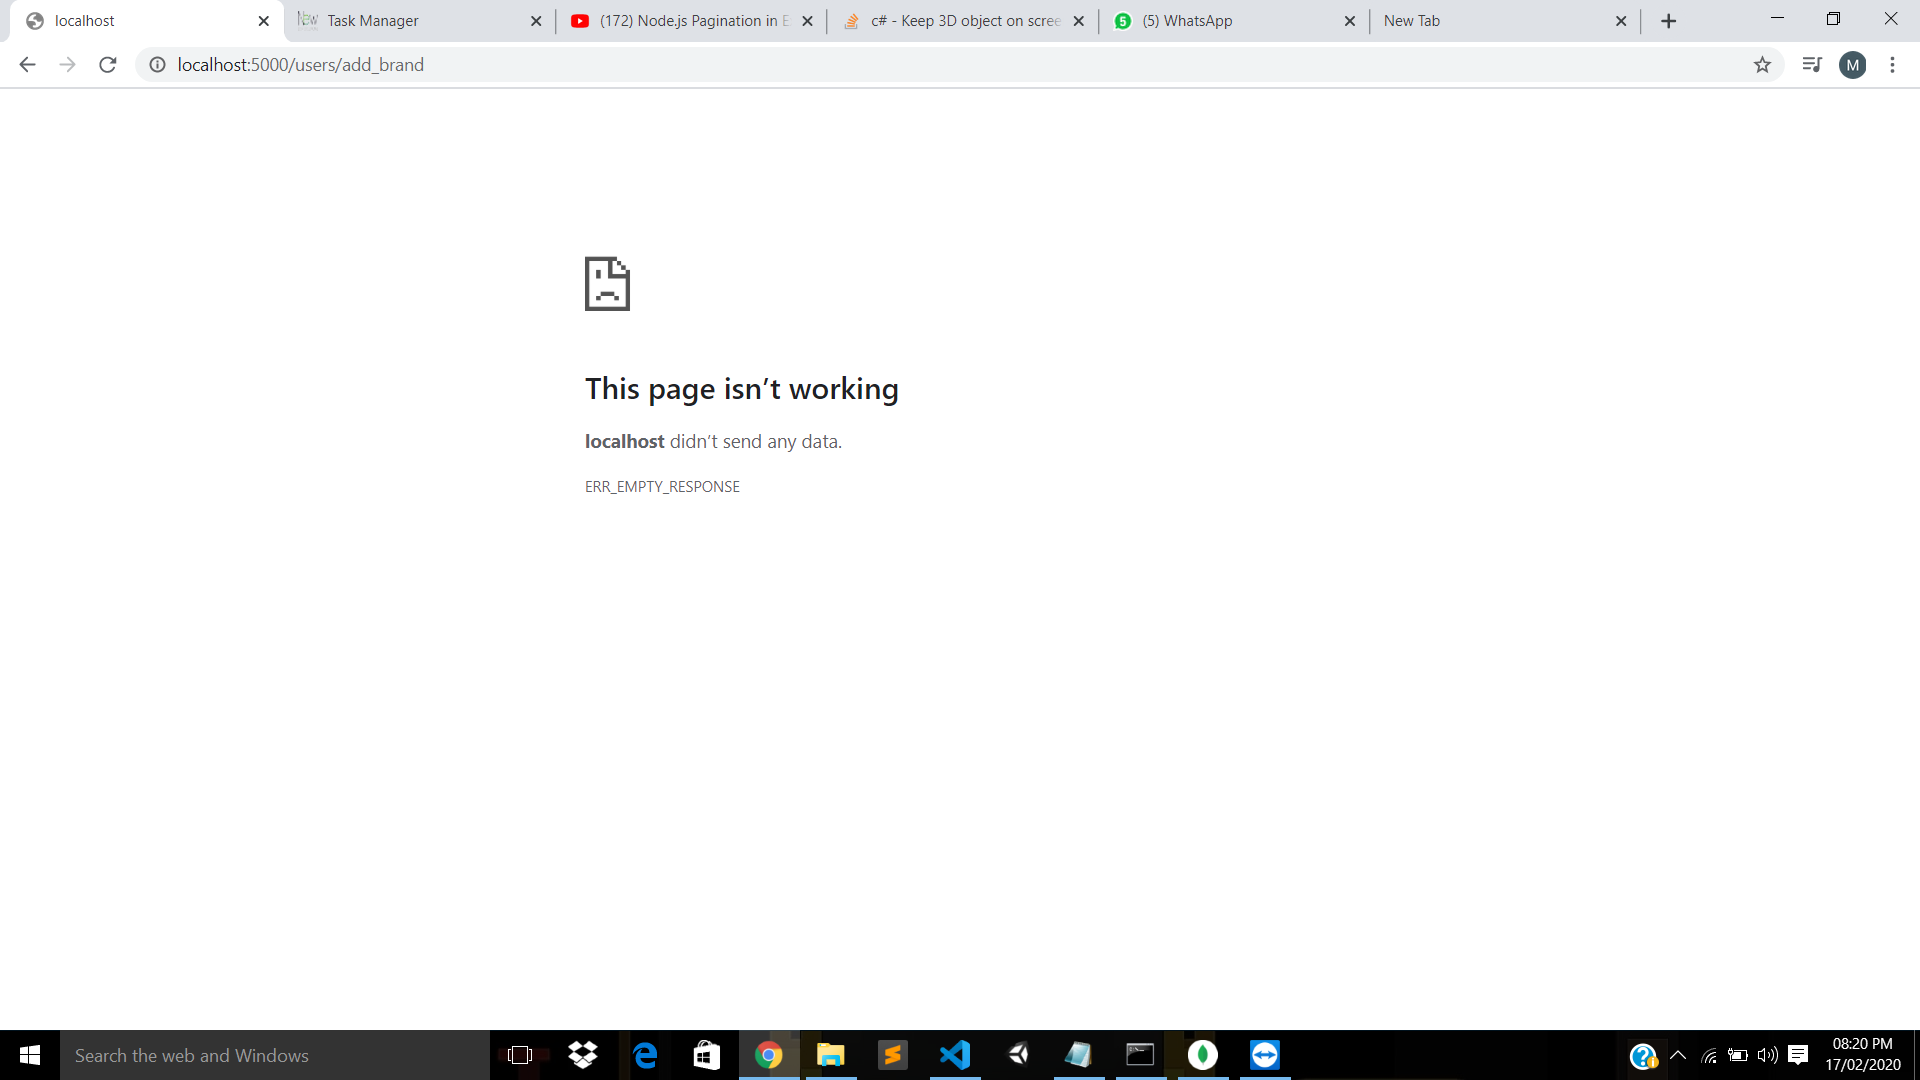 localhost
Task Manager
(172) Node.js Pagination in E
c# - Keep 3D object on scree
(5) WhatsApp
New Tab
localhost:5000/users/add_brand
M
This page isn’t working
localhost didn’t send any data.
ERR_EMPTY_RESPONSE
Search the web and Windows
08:20 PM
17/02/2020